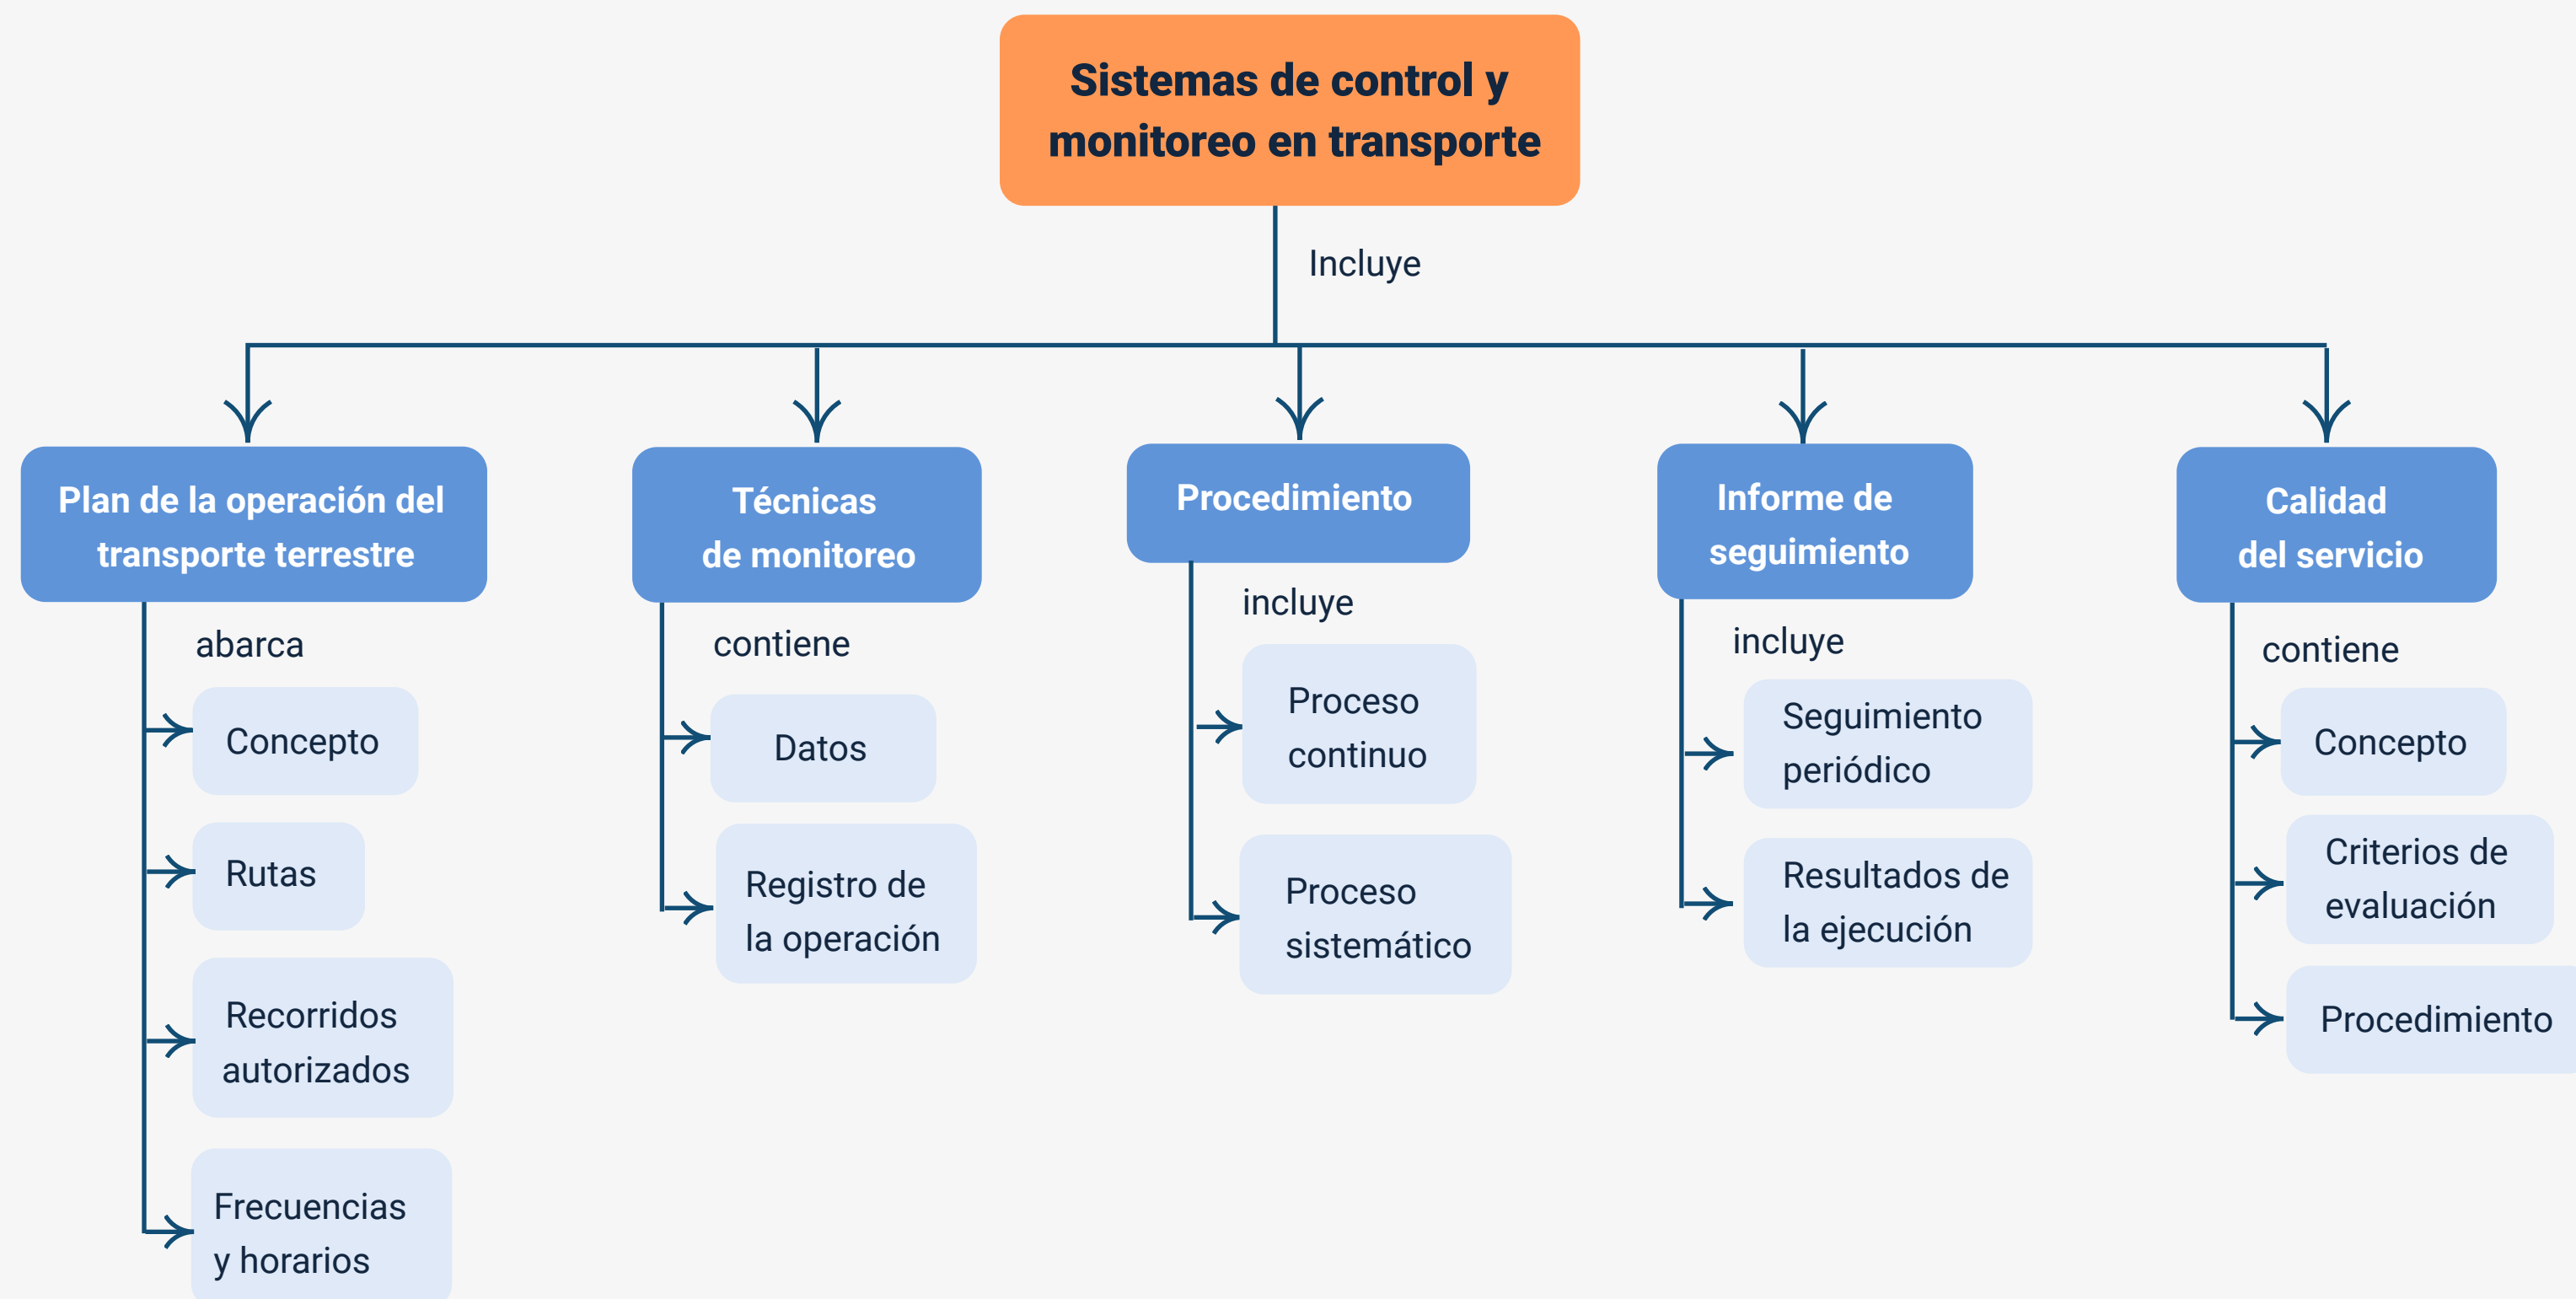 Sistemas de control y
monitoreo en transporte
Incluye
Plan de la operación del
transporte terrestre
abarca
Concepto
Rutas
Recorridos
autorizados
Frecuencias
y horarios
Técnicas
de monitoreo
contiene
Datos
Registro de
la operación
Procedimiento
incluye
Proceso
continuo
Proceso
sistemático
Informe de
seguimiento
incluye
Seguimiento
periódico
Resultados de
la ejecución
Calidad
del servicio
contiene
Concepto
Criterios de
evaluación
Procedimiento